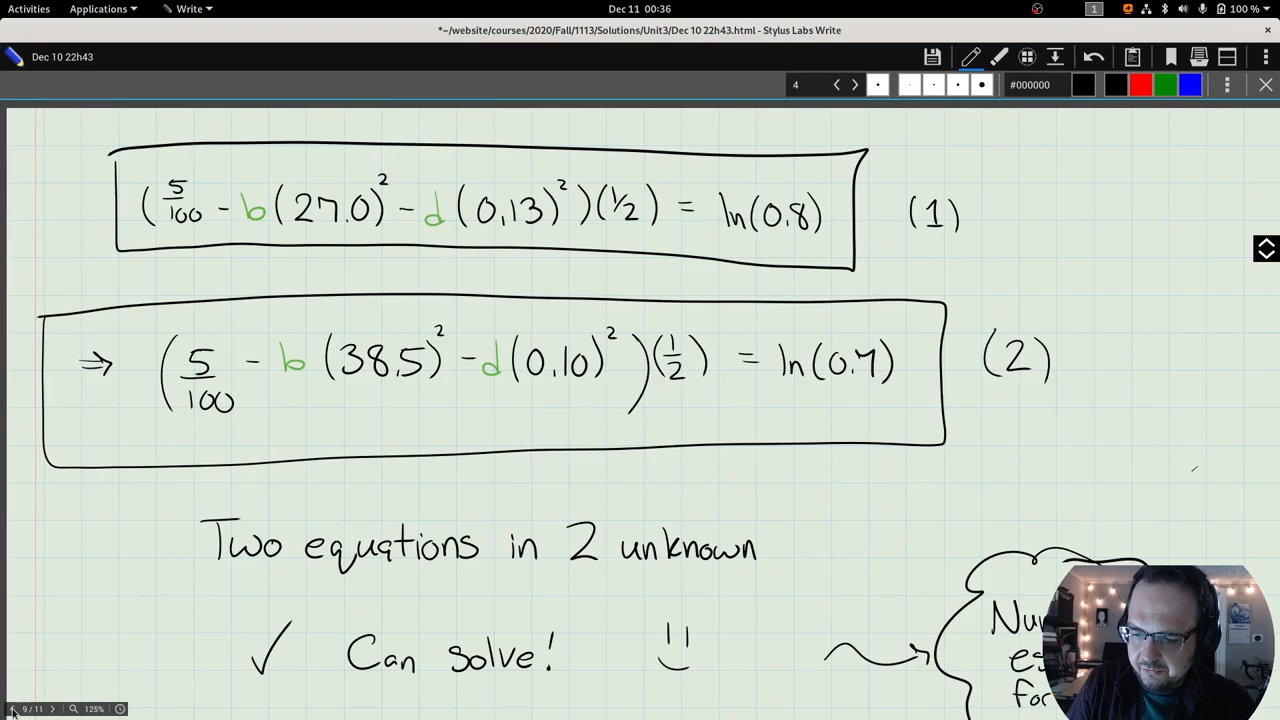 Activities Applications Write Dec 11 00:36 1 100 %
*~/website/courses/2020/Fall/1113/Solutions/Unit3/Dec 10 22h43.html - Stylus Labs Write
Dec 10 22h43
4 #000000
(5/100 - b(27.0)² - d(0.13)²)(1/2) = ln(0.8) (1)
⇒ (5/100 - b(38.5)² - d(0.10)²)(1/2) = ln(0.7) (2)
Two equations in 2 unknown
✓ Can solve!
for
9 / 11 125%